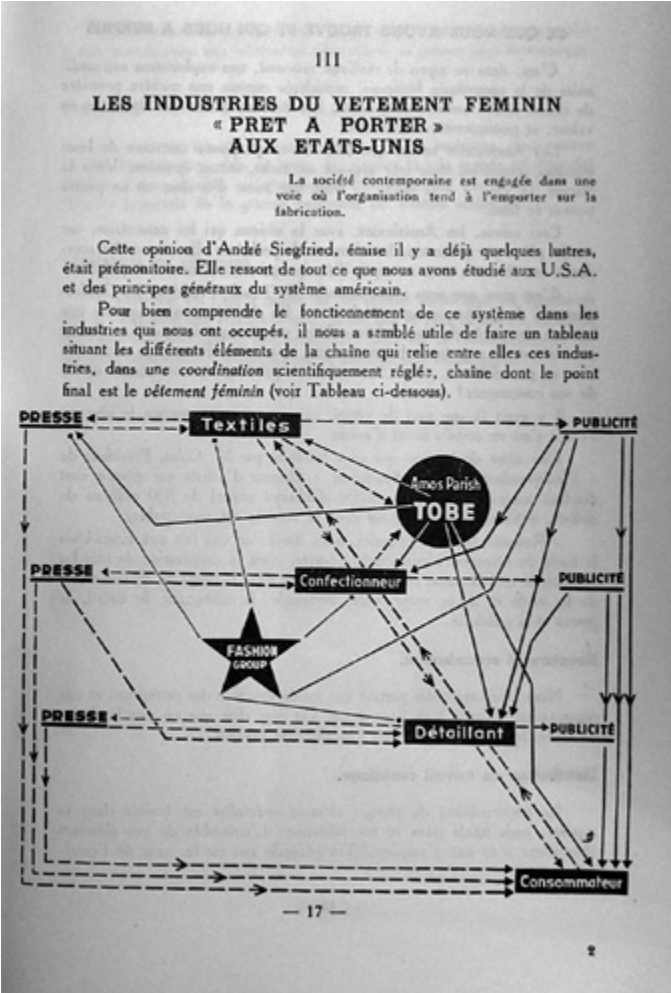 III
LES INDUSTRIES DU VETEMENT FEMININ
« PRET A PORTER »
AUX ETATS-UNIS
La société contemporaine est engagée dans une
voie où l'organisation tend à l'emporter sur la
fabrication.
Cette opinion d'André Siegfried, émise il y a déjà quelques lustres,
était prémonitoire. Elle ressort de tout ce que nous avons étudié aux U.S.A.
et des principes généraux du système américain.
Pour bien comprendre le fonctionnement de ce système dans les
industries qui nous ont occupés, il nous a semblé utile de faire un tableau
situant les différents éléments de la chaîne qui relie entre elles ces indus-
tries, dans une coordination scientifiquement réglée, chaîne dont le point
final est le vêtement féminin (voir Tableau ci-dessous).
PRESSE Textiles PUBLICITÉ
Amos Parish
TOBE
PRESSE Confectionneur PUBLICITÉ
FASHION
GROUP
PRESSE Détaillant PUBLICITÉ
Consommateur
— 17 —
2